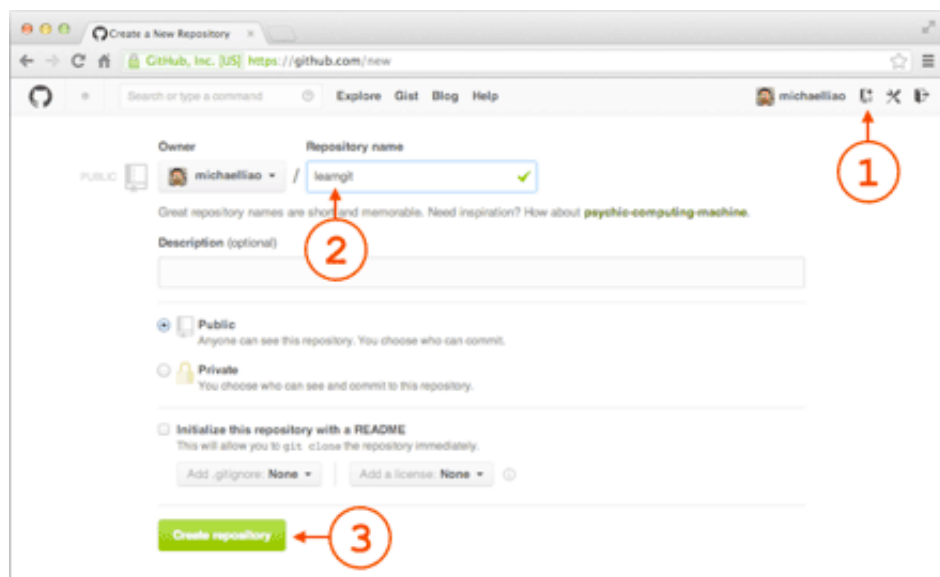 Create a New Repository
GitHub, Inc. [US] https://github.com/new
Search or type a command Explore Gist Blog Help michaelliao
1
Owner Repository name
PUBLIC michaelliao / learngit
Great repository names are short and memorable. Need inspiration? How about psychic-computing-machine.
2
Description (optional)
Public
Anyone can see this repository. You choose who can commit.
Private
You choose who can see and commit to this repository.
Initialize this repository with a README
This will allow you to git clone the repository immediately.
Add .gitignore: None Add a license: None
Create repository
3